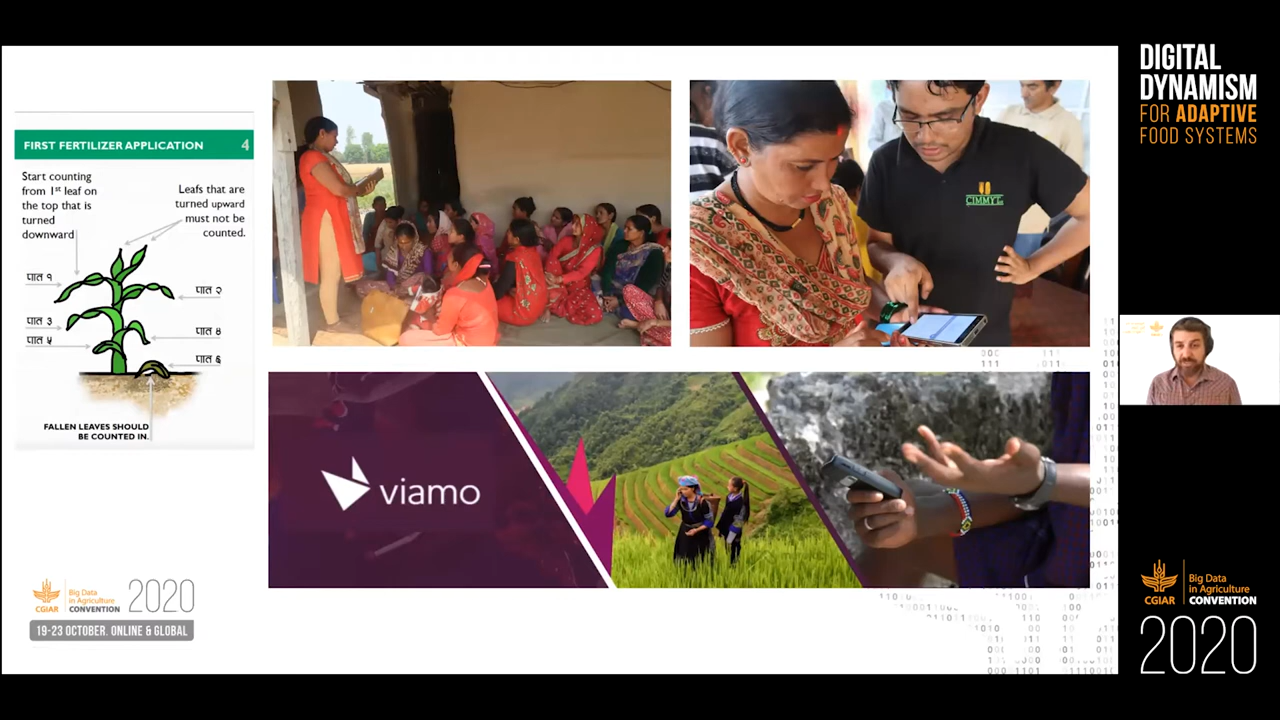 FIRST FERTILIZER APPLICATION 4
Start counting
from 1st leaf on
the top that is
turned
downward
Leafs that are
turned upward
must not be
counted.
पात १
पात २
पात ३
पात ४
पात ५
पात ६
FALLEN LEAVES SHOULD
BE COUNTED IN.
CIMMYT
viamo
CGIAR
Big Data
in Agriculture
CONVENTION
2020
19-23 OCTOBER. ONLINE & GLOBAL
DIGITAL
DYNAMISM
FOR ADAPTIVE
FOOD SYSTEMS
CGIAR
Big Data
in Agriculture
CONVENTION
2020